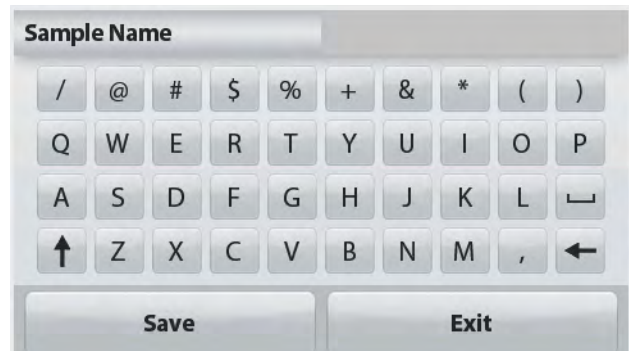 Sample Name
/ @ # $ % + & * ( )
Q W E R T Y U I O P
A S D F G H J K L ⎵
↑ Z X C V B N M , ←
Save Exit